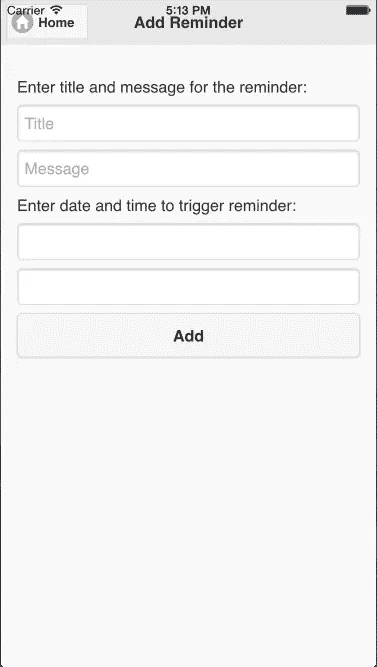 Carrier 5:13 PM
Home Add Reminder
Enter title and message for the reminder:
Title
Message
Enter date and time to trigger reminder:
Add